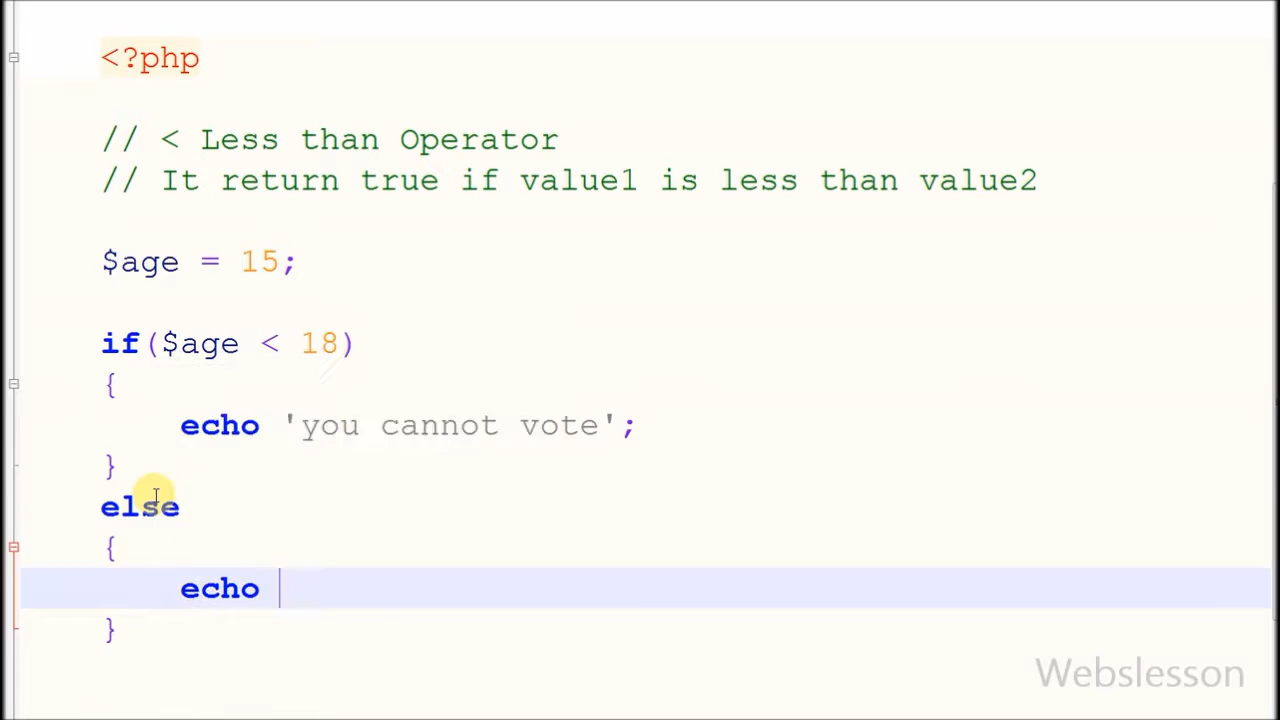 <?php
// < Less than Operator
// It return true if value1 is less than value2
$age = 15;
if($age < 18)
{
echo 'you cannot vote';
}
else
{
echo
}
Webslesson